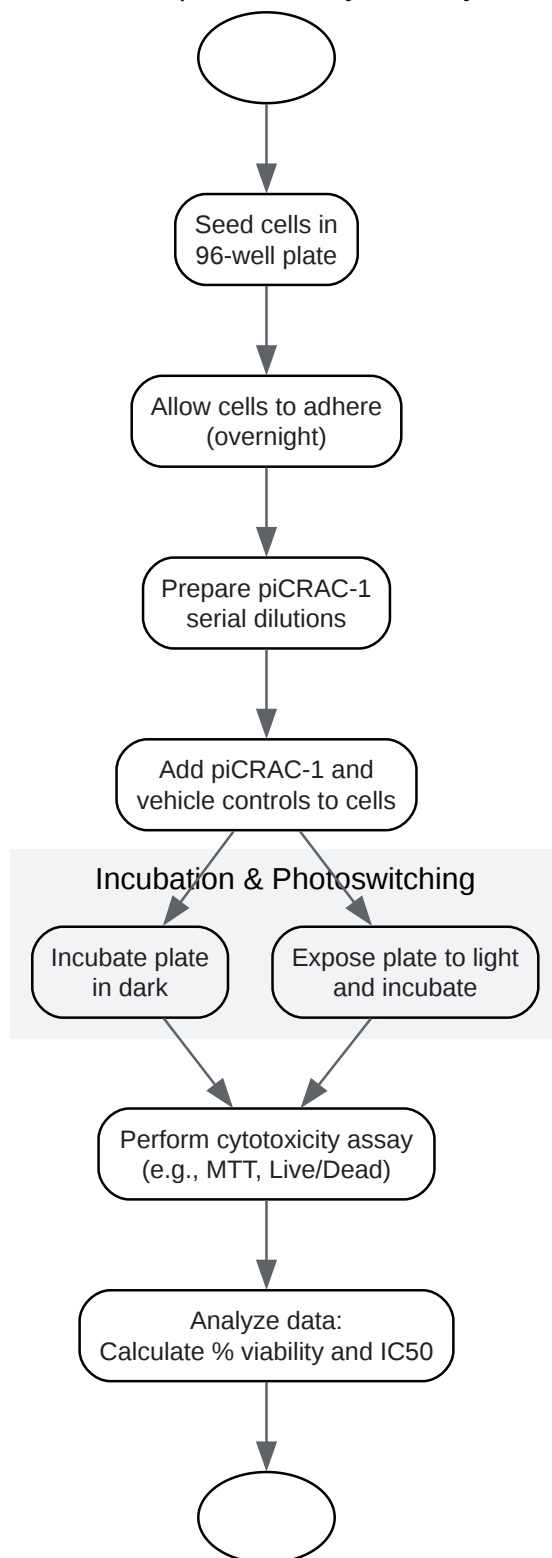 Seed cells in
96-well plate
Allow cells to adhere
(overnight)
Prepare piCRAC-1
serial dilutions
Add piCRAC-1 and
vehicle controls to cells
Incubation & Photoswitching
Incubate plate
in dark
Expose plate to light
and incubate
Perform cytotoxicity assay
(e.g., MTT, Live/Dead)
Analyze data:
Calculate % viability and IC50